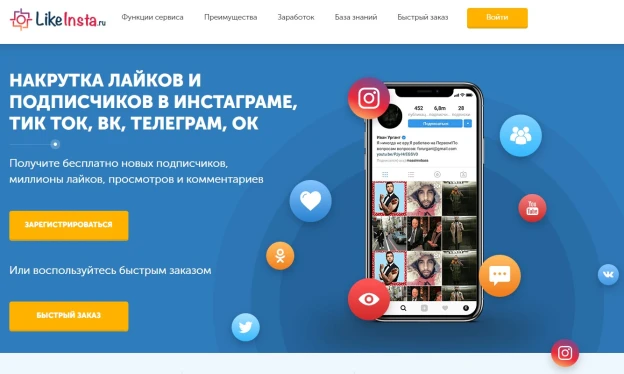 LikeInsta.ru
Функции сервиса
Преимущества
Заработок
База знаний
Быстрый заказ
Войти
НАКРУТКА ЛАЙКОВ И
ПОДПИСЧИКОВ В ИНСТАГРАМЕ,
ТИК ТОК, ВК, ТЕЛЕГРАМ, ОК
Получите бесплатно новых подписчиков,
миллионы лайков, просмотров и комментариев
ЗАРЕГИСТРИРОВАТЬСЯ
Или воспользуйтесь быстрым заказом
БЫСТРЫЙ ЗАКАЗ
452 6,8m 28
Подписаться
Иван Ургант
You
Tube